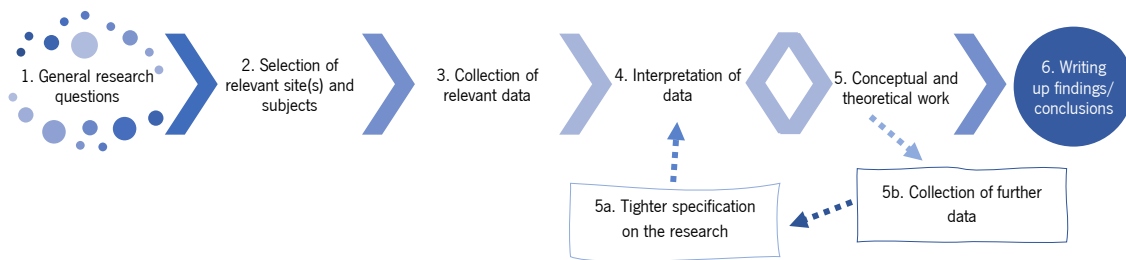 1. General research
questions
2. Selection of
relevant site(s) and
subjects
3. Collection of
relevant data
4. Interpretation of
data
5. Conceptual and
theoretical work
6. Writing
up findings/
conclusions
5a. Tighter specification
on the research
5b. Collection of further
data